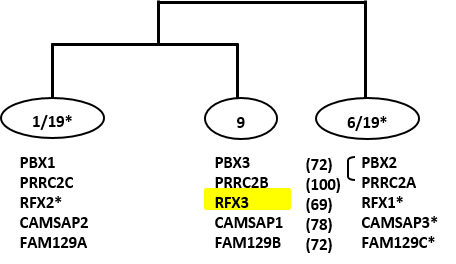 1/19* 9 6/19*
PBX1 PBX3 (72) PBX2
PRRC2C PRRC2B (100) PRRC2A
RFX2* RFX3 (69) RFX1*
CAMSAP2 CAMSAP1 (78) CAMSAP3*
FAM129A FAM129B (72) FAM129C*